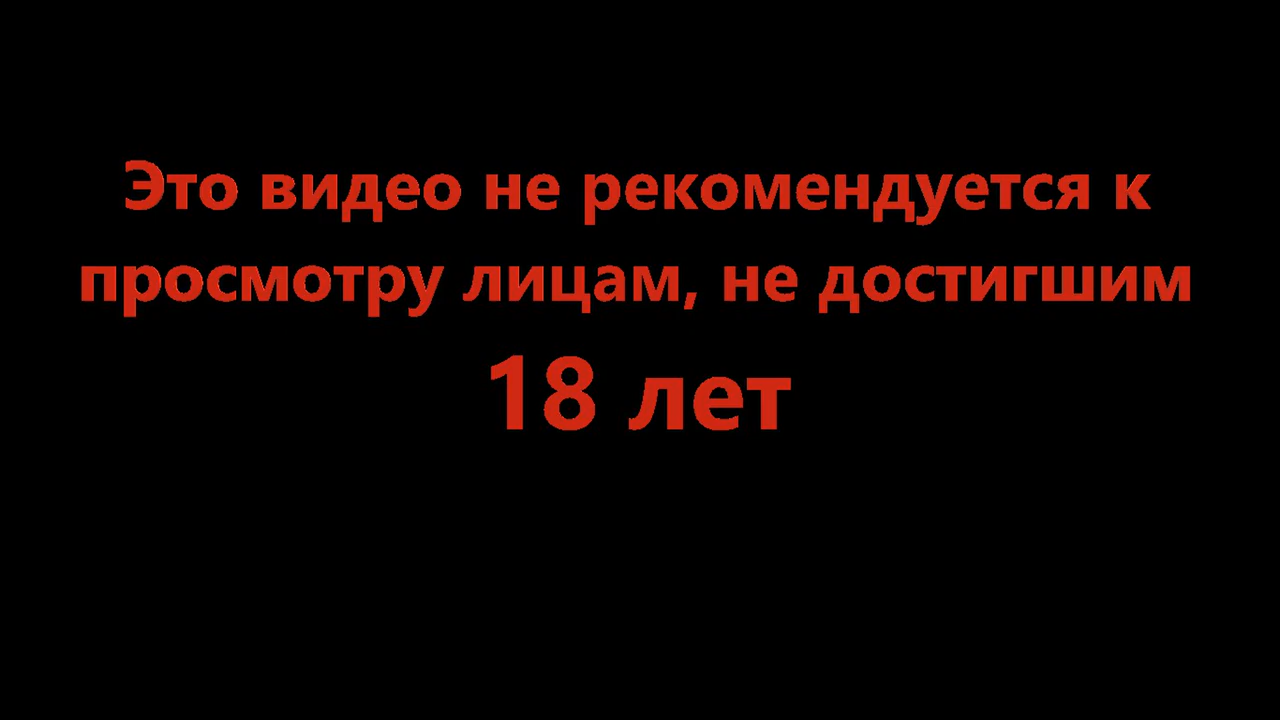 Это видео не рекомендуется к
просмотру лицам, не достигшим
18 лет